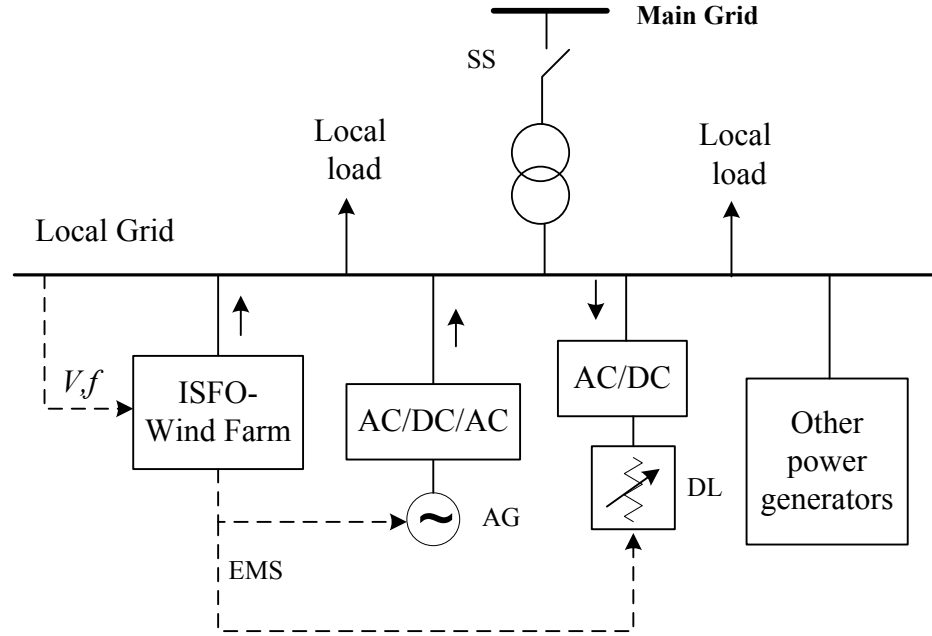 Main Grid
SS
Local
load
Local
load
Local Grid
V,f
ISFO-
Wind Farm
AC/DC/AC
AC/DC
Other
power
generators
DL
~
AG
EMS